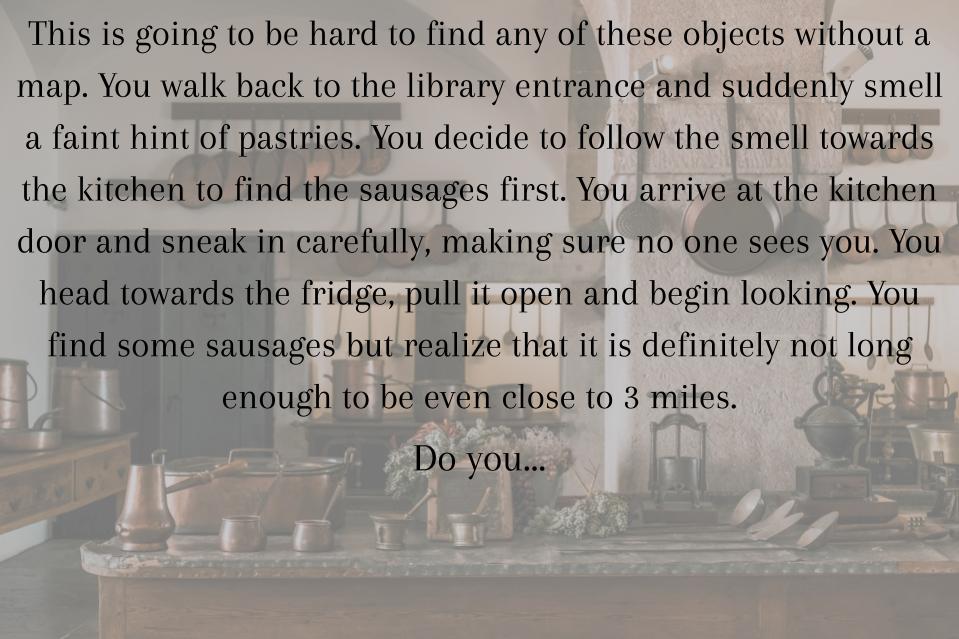 This is going to be hard to find any of these objects without a
map. You walk back to the library entrance and suddenly smell
a faint hint of pastries. You decide to follow the smell towards
the kitchen to find the sausages first. You arrive at the kitchen
door and sneak in carefully, making sure no one sees you. You
head towards the fridge, pull it open and begin looking. You
find some sausages but realize that it is definitely not long
enough to be even close to 3 miles.
Do you...